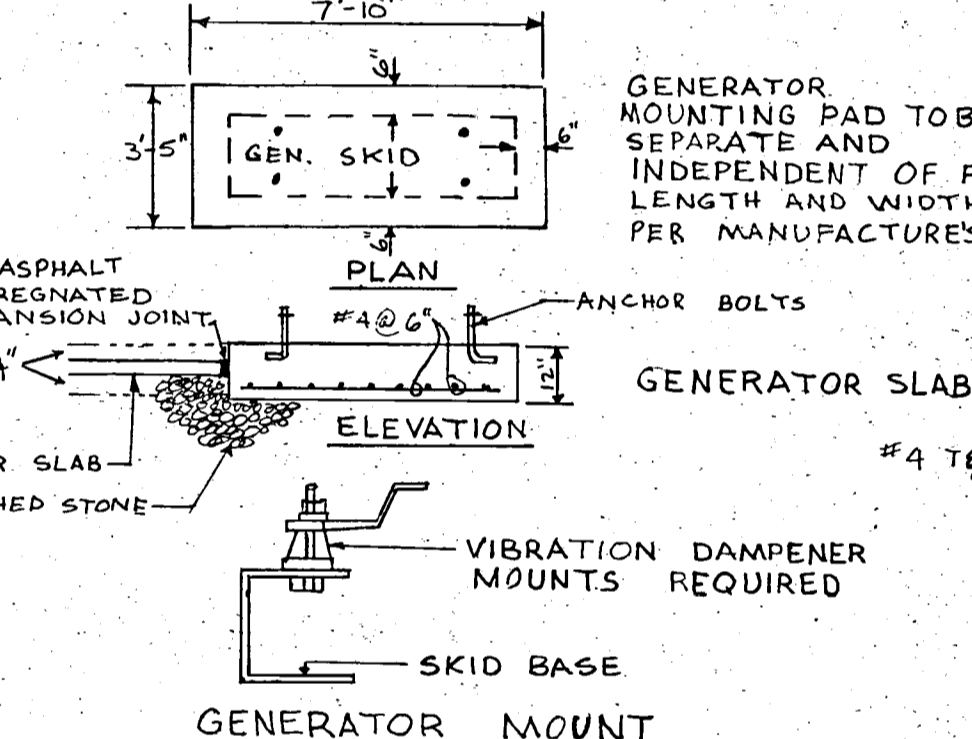 7'-10"
6"
3'-5"
GEN. SKID
6"
6"
PLAN
GENERATOR
MOUNTING PAD TO B
SEPARATE AND
INDEPENDENT OF
LENGTH AND WIDTH
PER MANUFACTURE'S
ASPHALT
REGNATED
ANSION JOINT
#4@6"
ANCHOR BOLTS
4"
12"
GENERATOR SLAB
ELEVATION
R SLAB
HED STONE
#4 T
VIBRATION DAMPENER
MOUNTS REQUIRED
SKID BASE
GENERATOR MOUNT